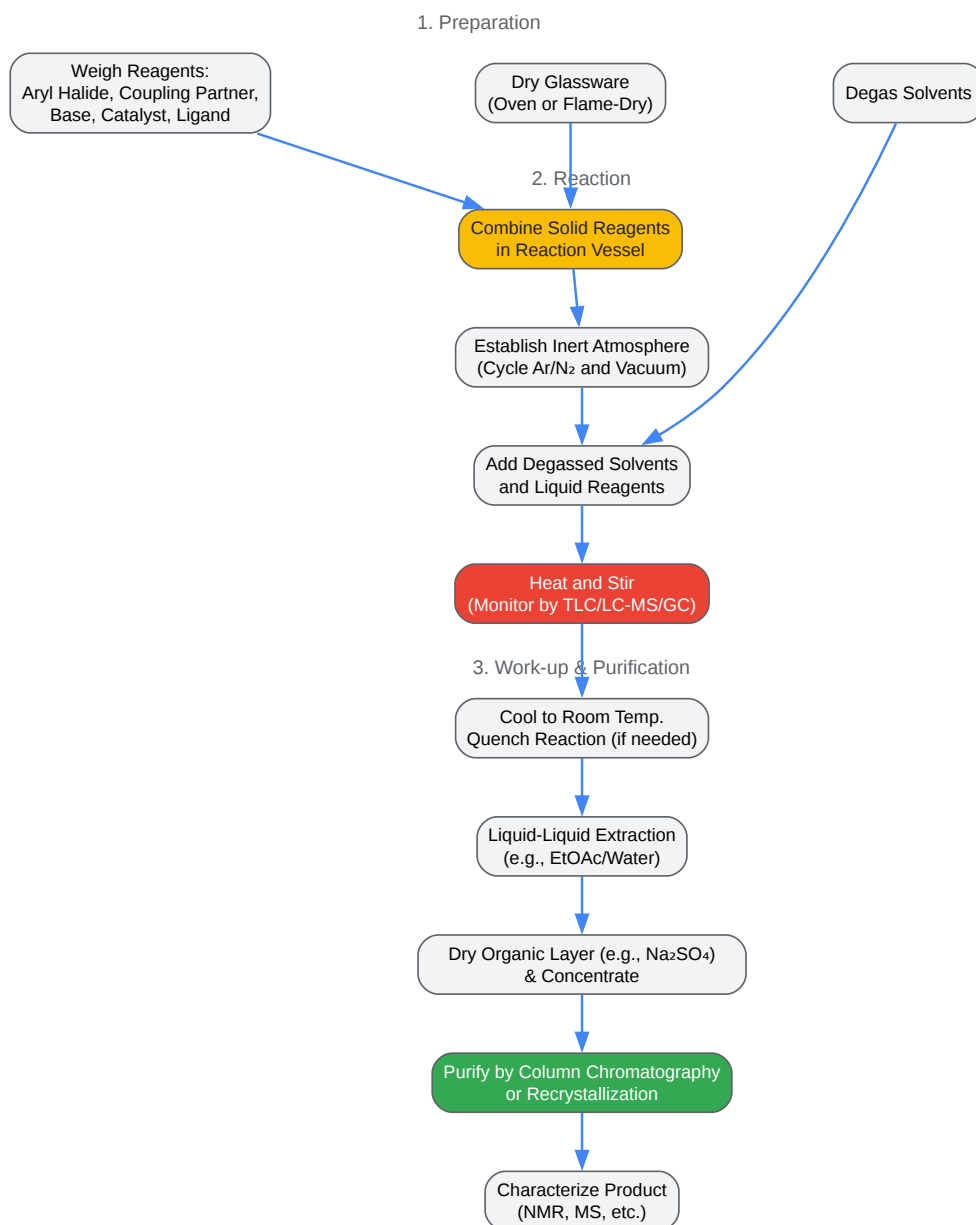 1. Preparation
Weigh Reagents:
Aryl Halide, Coupling Partner,
Base, Catalyst, Ligand
Dry Glassware
(Oven or Flame-Dry)
Degas Solvents
2. Reaction
Combine Solid Reagents
in Reaction Vessel
Establish Inert Atmosphere
(Cycle Ar/N₂ and Vacuum)
Add Degassed Solvents
and Liquid Reagents
Heat and Stir
(Monitor by TLC/LC-MS/GC)
3. Work-up & Purification
Cool to Room Temp.
Quench Reaction (if needed)
Liquid-Liquid Extraction
(e.g., EtOAc/Water)
Dry Organic Layer (e.g., Na₂SO₄)
& Concentrate
Purify by Column Chromatography
or Recrystallization
Characterize Product
(NMR, MS, etc.)